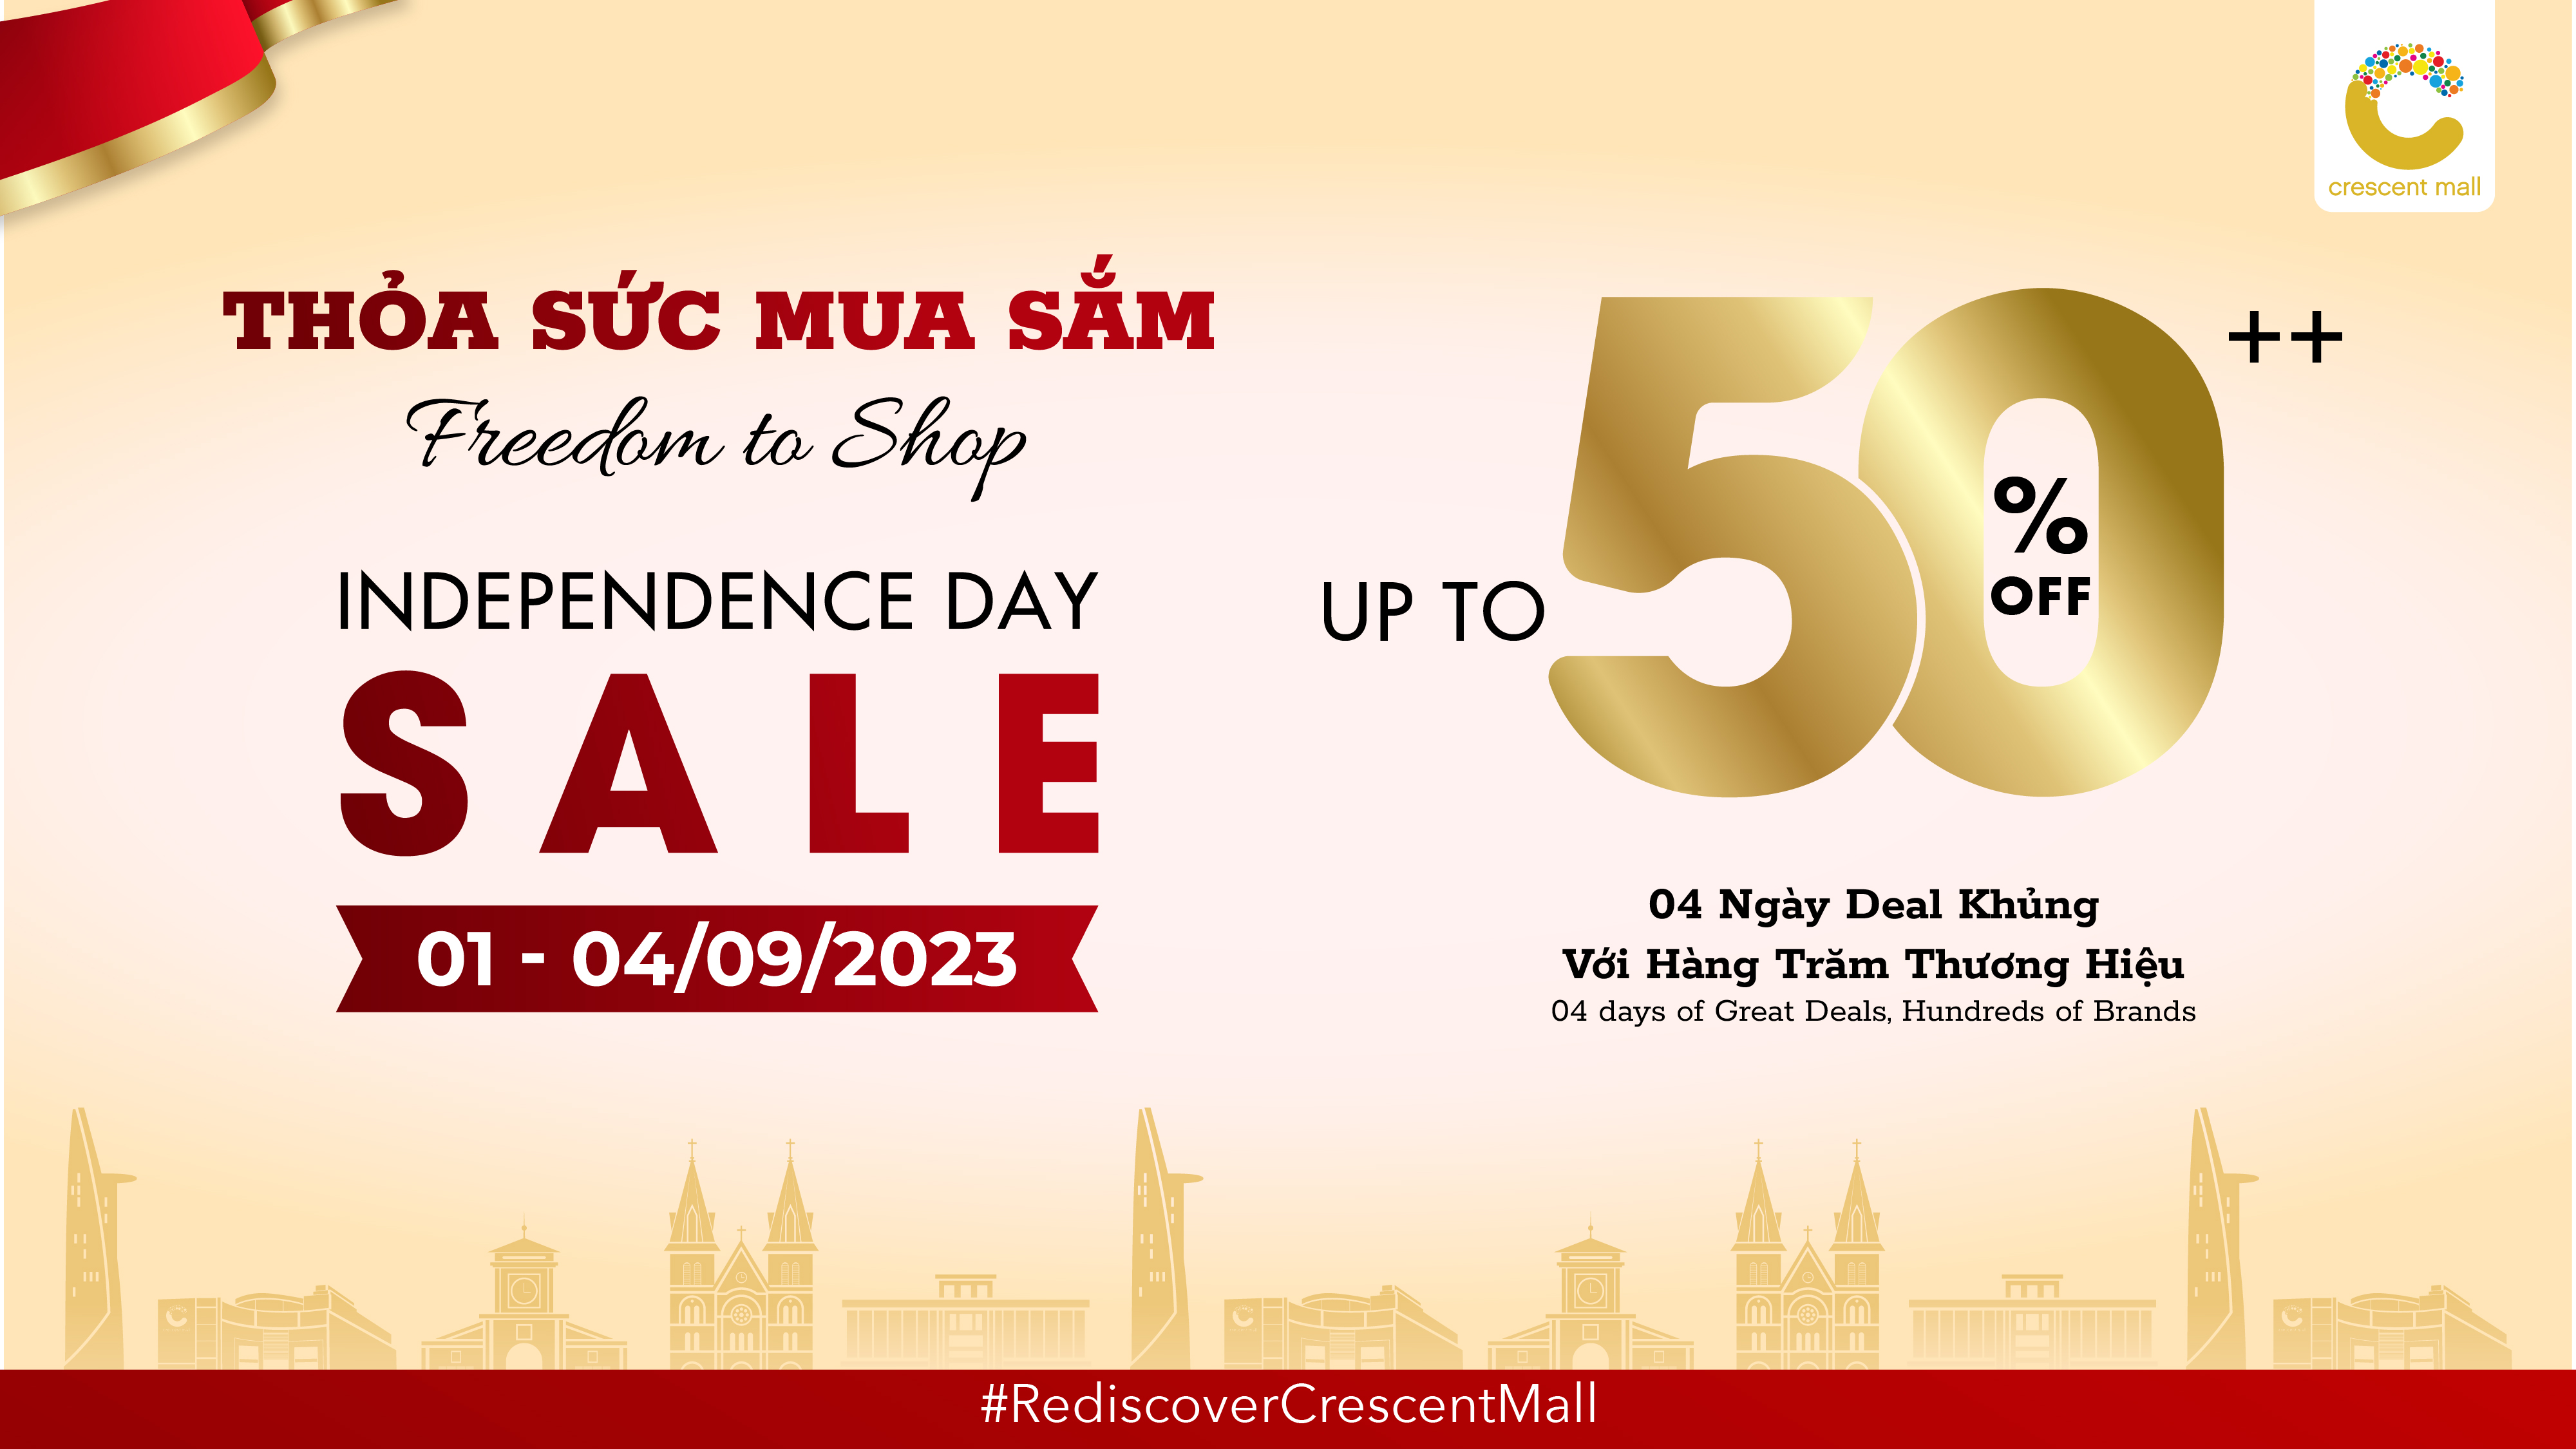 crescent mall
THỎA SỨC MUA SẮM
Freedom to Shop
INDEPENDENCE DAY
SALE
01 - 04/09/2023
UP TO 50++
%
OFF
04 Ngày Deal Khủng
Với Hàng Trăm Thương Hiệu
04 days of Great Deals, Hundreds of Brands
#RediscoverCrescentMall